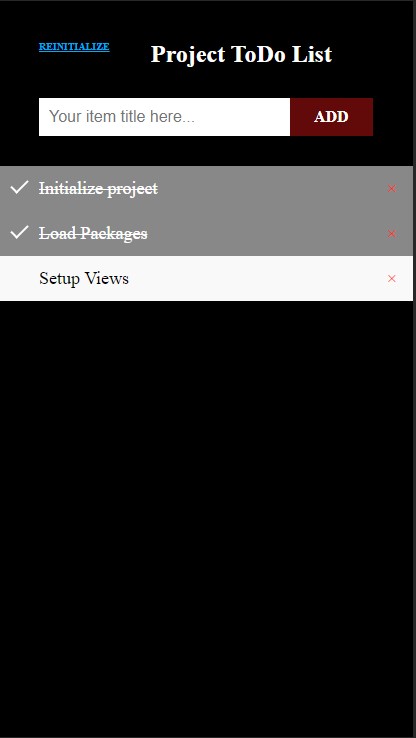 REINITIALIZE
Project ToDo List
Your item title here...
ADD
Initialize project
×
Load Packages
×
Setup Views
×